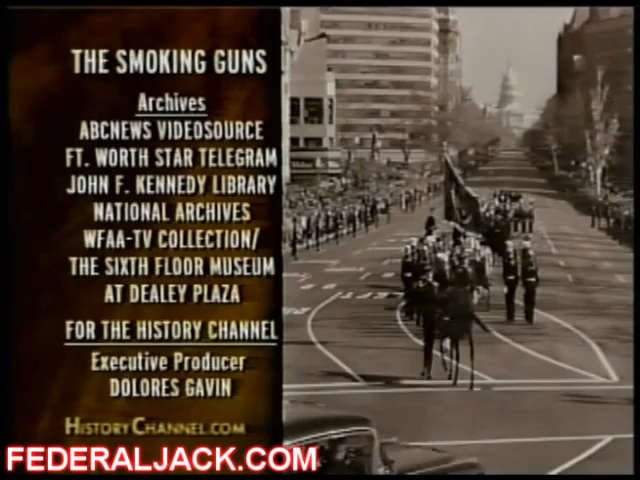 THE SMOKING GUNS
Archives
ABCNEWS VIDEOSOURCE
FT. WORTH STAR TELEGRAM
JOHN F. KENNEDY LIBRARY
NATIONAL ARCHIVES
WFAA-TV COLLECTION/
THE SIXTH FLOOR MUSEUM
AT DEALEY PLAZA
FOR THE HISTORY CHANNEL
Executive Producer
DOLORES GAVIN
HISTORYCHANNEL.COM
FEDERALJACK.COM